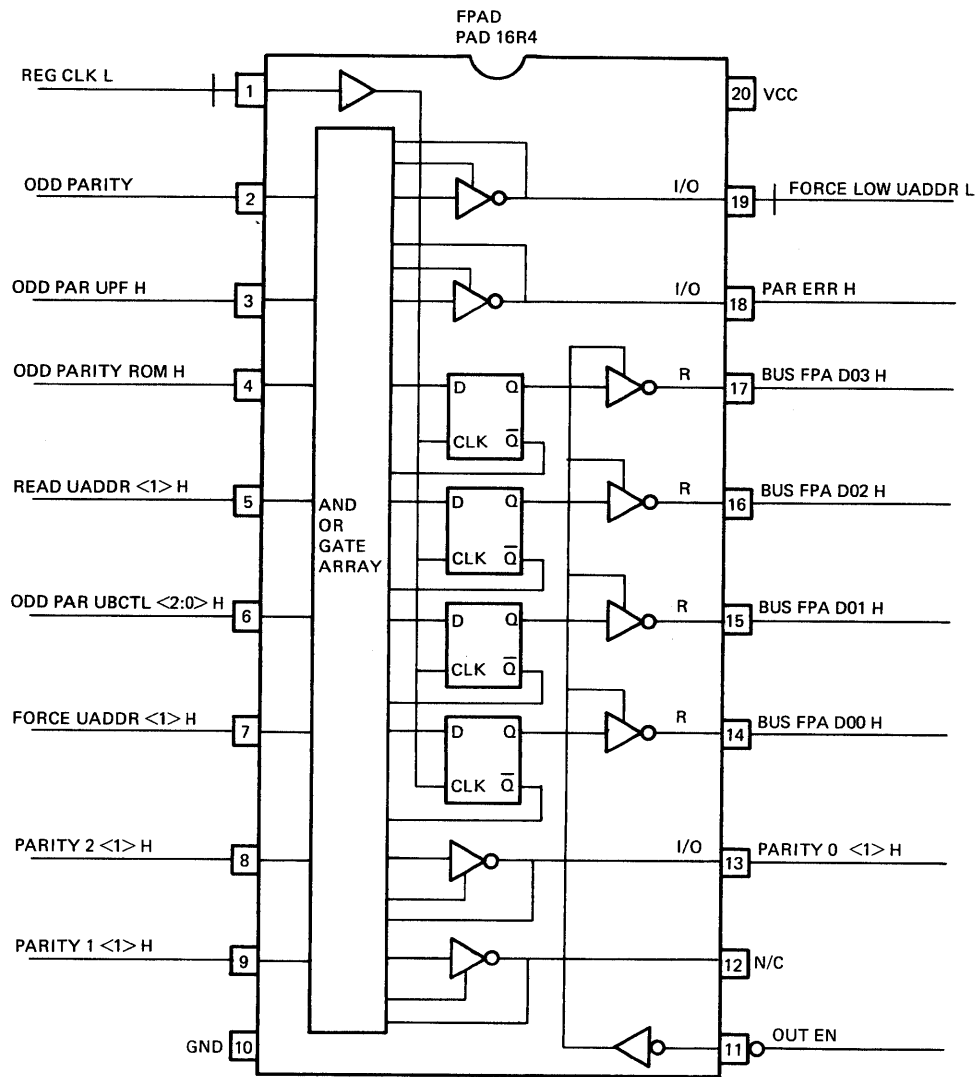 FPAD
PAD 16R4
REG CLK L
1
20
VCC
ODD PARITY
2
I/O
19
FORCE LOW UADDR L
ODD PAR UPF H
3
I/O
18
PAR ERR H
ODD PARITY ROM H
4
D Q
CLK Q̅
R
17
BUS FPA D03 H
READ UADDR <1> H
5
AND
OR
GATE
ARRAY
D Q
CLK Q̅
R
16
BUS FPA D02 H
ODD PAR UBCTL <2:0> H
6
D Q
CLK Q̅
R
15
BUS FPA D01 H
FORCE UADDR <1> H
7
D Q
CLK Q̅
R
14
BUS FPA D00 H
PARITY 2 <1> H
8
I/O
13
PARITY 0 <1> H
PARITY 1 <1> H
9
12
N/C
GND
10
11
OUT EN